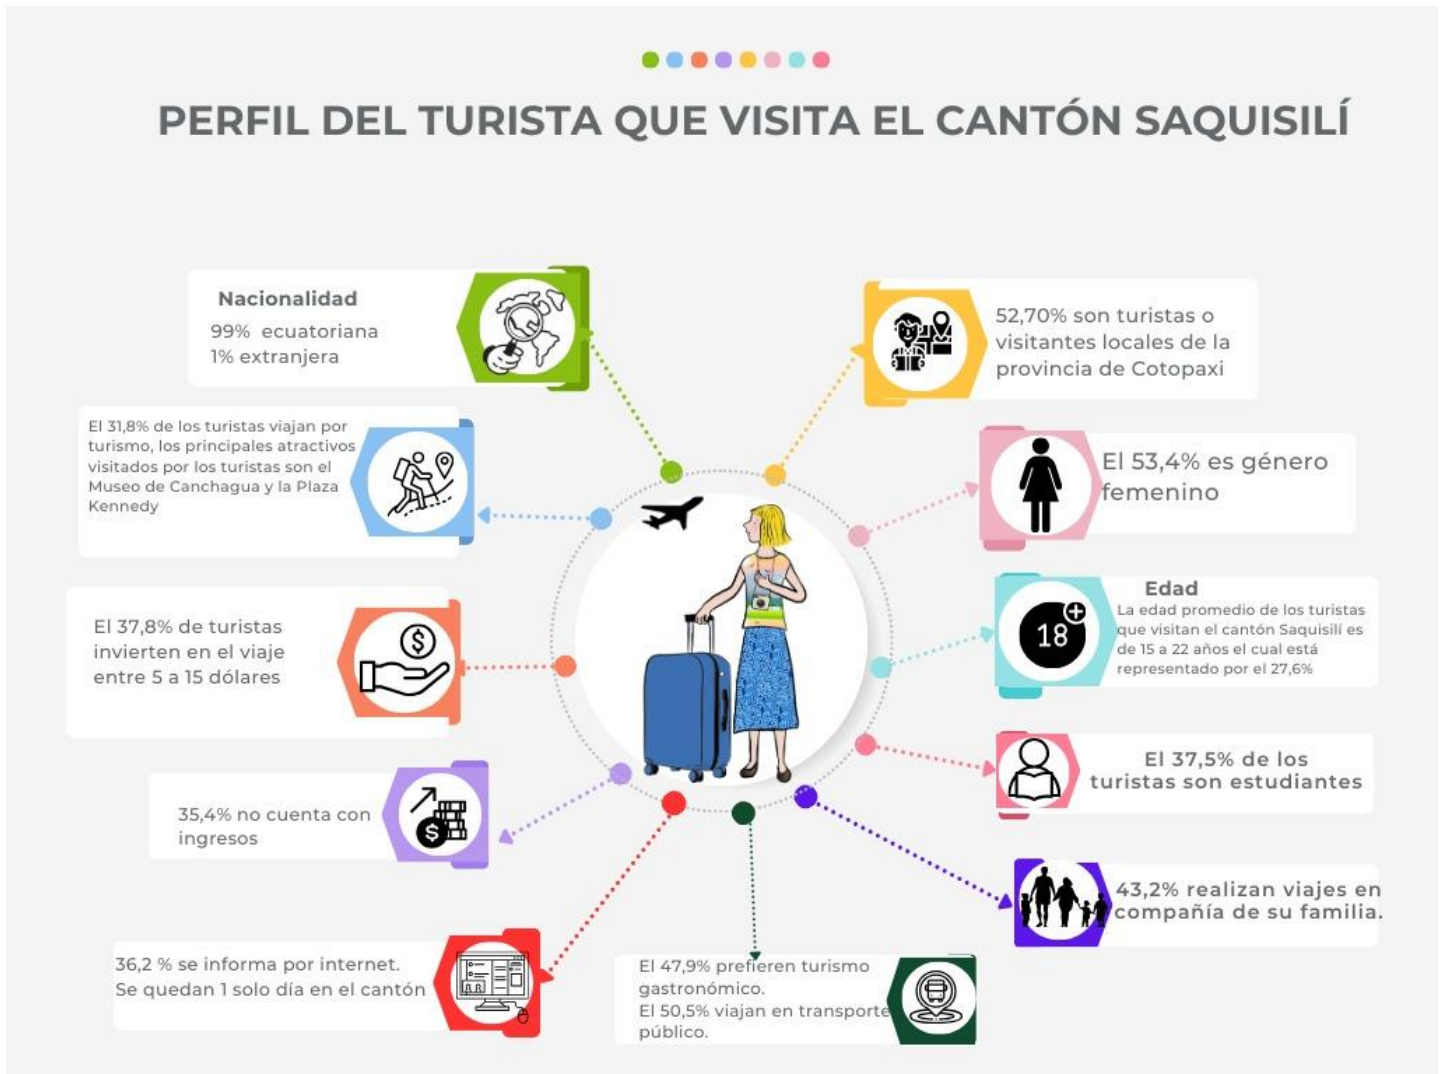 PERFIL DEL TURISTA QUE VISITA EL CANTÓN SAQUISILÍ
Nacionalidad
99% ecuatoriana
1% extranjera
52,70% son turistas o
visitantes locales de la
provincia de Cotopaxi
El 31,8% de los turistas viajan por
turismo, los principales atractivos
visitados por los turistas son el
Museo de Canchagua y la Plaza
Kennedy
El 53,4% es género
femenino
El 37,8% de turistas
invierten en el viaje
entre 5 a 15 dólares
$
18+
Edad
La edad promedio de los turistas
que visitan el cantón Saquisilí es
de 15 a 22 años el cual está
representado por el 27,6%
35,4% no cuenta con
ingresos
$
El 37,5% de los
turistas son estudiantes
43,2% realizan viajes en
compañía de su familia.
36,2 % se informa por internet.
Se quedan 1 solo día en el cantón
El 47,9% prefieren turismo
gastronómico.
El 50,5% viajan en transporte
público.